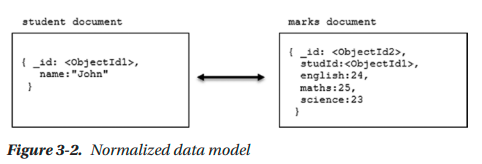 student document
{ _id: <ObjectId1>,
name:"John"
}
marks document
{ _id: <ObjectId2>,
studId:<ObjectId1>,
english:24,
maths:25,
science:23
}
Figure 3-2. Normalized data model